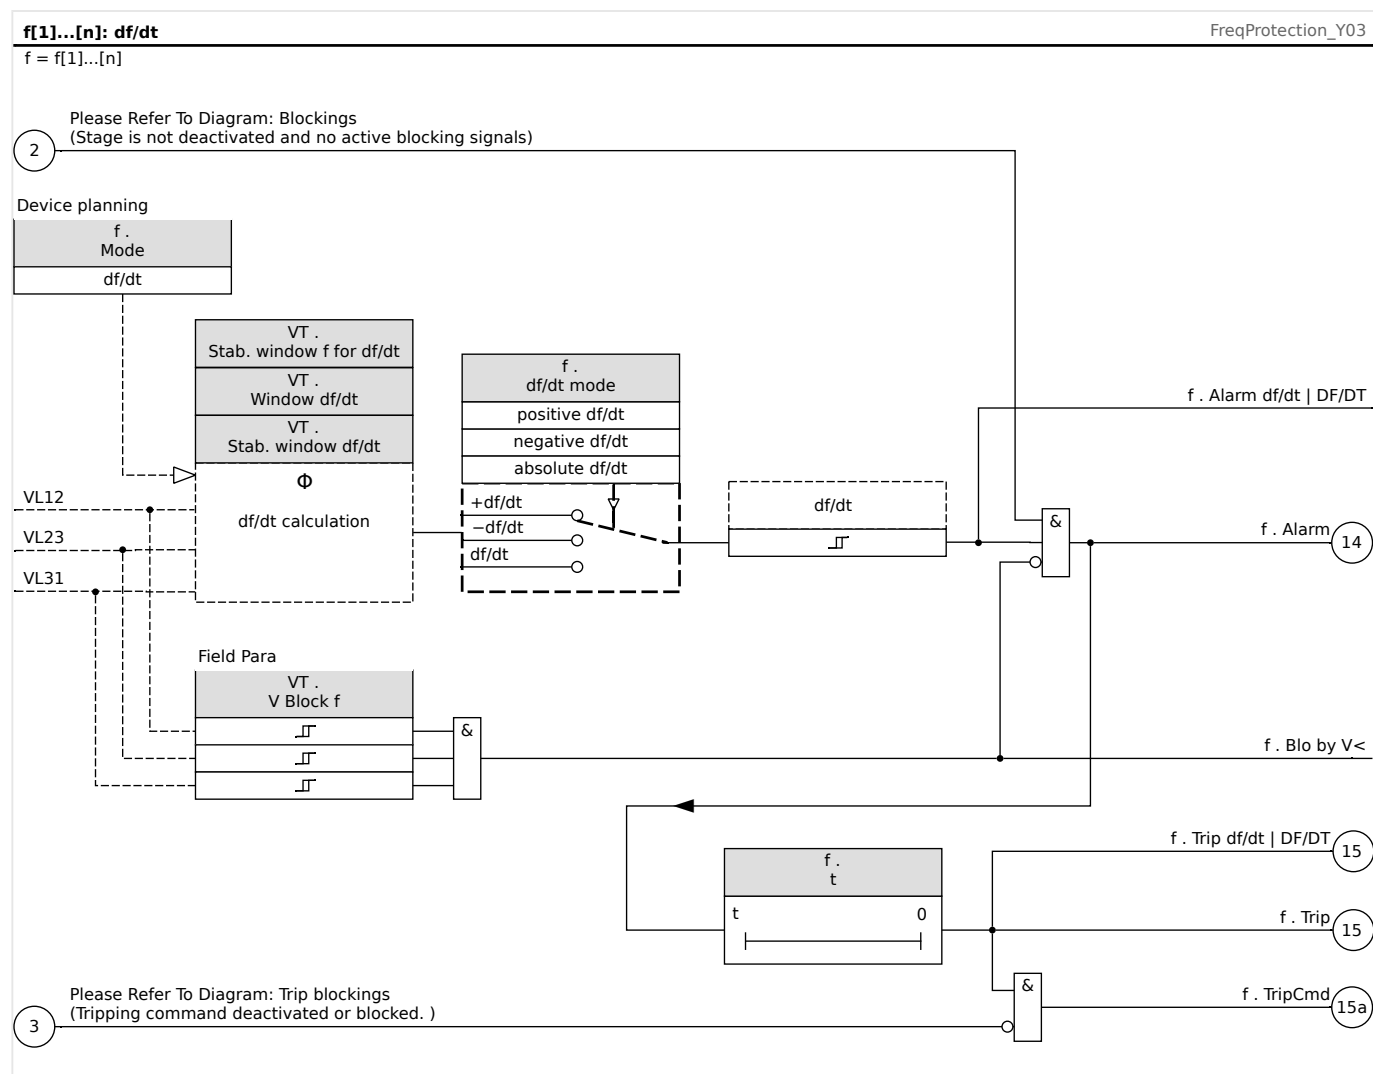 f[1]...[n]: df/dt
FreqProtection_Y03
f = f[1]...[n]
Please Refer To Diagram: Blockings
(Stage is not deactivated and no active blocking signals)
2
Device planning
f .
Mode
df/dt
VT .
Stab. window f for df/dt
VT .
Window df/dt
VT .
Stab. window df/dt
Φ
df/dt calculation
f .
df/dt mode
positive df/dt
negative df/dt
absolute df/dt
+df/dt
−df/dt
df/dt
df/dt
f . Alarm df/dt | DF/DT
&
f . Alarm
14
VL12
VL23
VL31
Field Para
VT .
V Block f
&
f . Blo by V<
f .
t
t
0
f . Trip df/dt | DF/DT
15
f . Trip
15
Please Refer To Diagram: Trip blockings
(Tripping command deactivated or blocked. )
3
&
f . TripCmd
15a